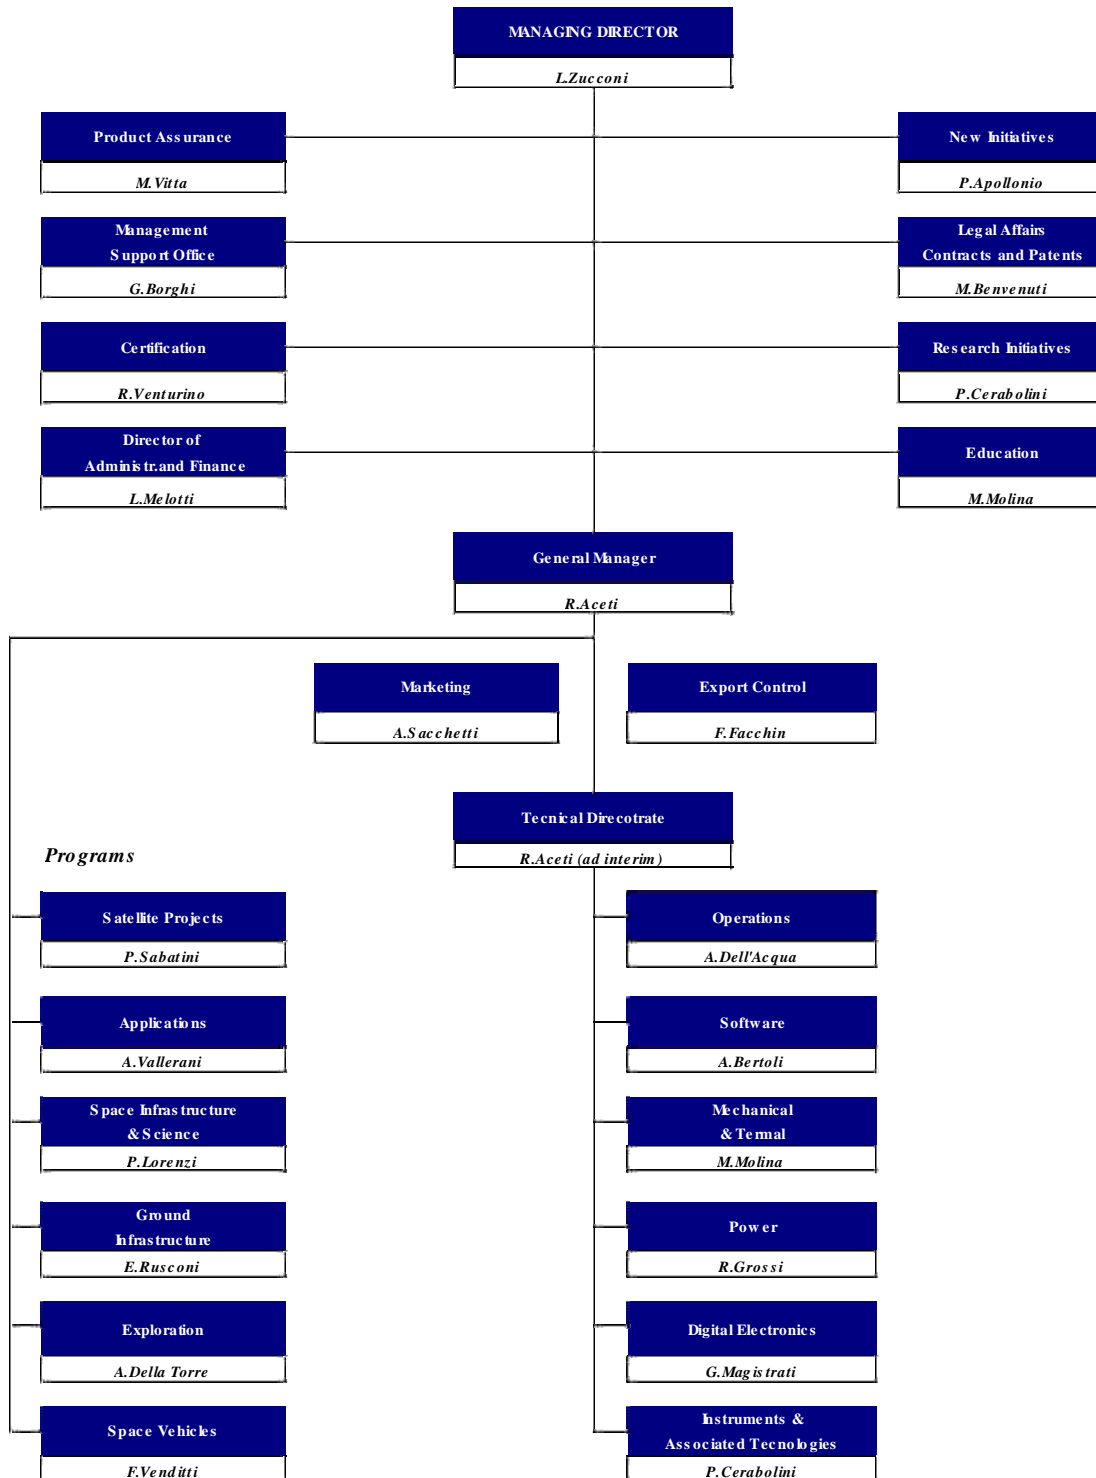 MANAGING DIRECTOR
L.Zucconi
Product Assurance
M.Vitta
New Initiatives
P.Apollonio
Management
Support Office
G.Borghi
Legal Affairs
Contracts and Patents
M.Benvenuti
Certification
R.Venturino
Research Initiatives
P.Cerabolini
Director of
Administr.and Finance
L.Melotti
Education
M.Molina
General Manager
R.Aceti
Marketing
A.Sacchetti
Export Control
F.Facchin
Tecnical Direcotrate
R.Aceti (ad interim)
Programs
Satellite Projects
P.Sabatini
Applications
A.Vallerani
Space Infrastructure
& Science
P.Lorenzi
Ground
Infrastructure
E.Rusconi
Exploration
A.Della Torre
Space Vehicles
F.Venditti
Operations
A.Dell'Acqua
Software
A.Bertoli
Mechanical
& Termal
M.Molina
Power
R.Grossi
Digital Electronics
G.Magistrati
Instruments &
Associated Tecnologies
P.Cerabolini